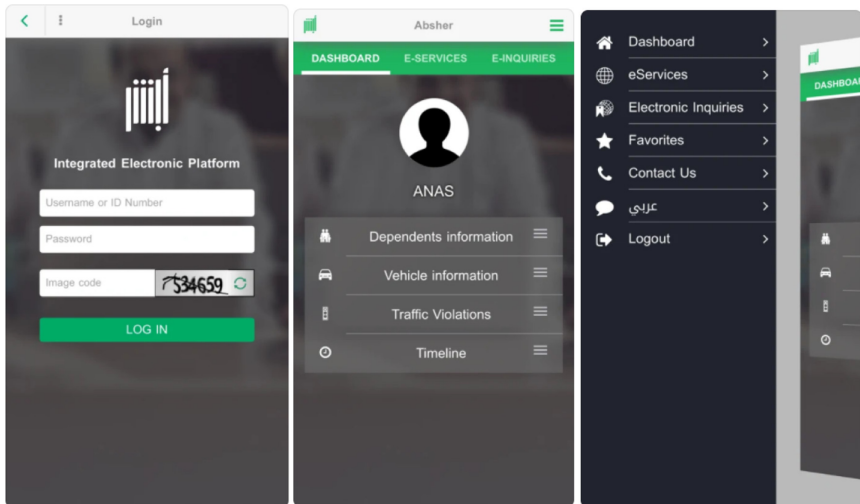 Login
أبشر
Integrated Electronic Platform
Username or ID Number
Password
Image code
7534659
LOG IN
Absher
DASHBOARD E-SERVICES E-INQUIRIES
ANAS
Dependents information
Vehicle information
Traffic Violations
Timeline
Dashboard
eServices
Electronic Inquiries
Favorites
Contact Us
عربي
Logout
DASHBOA